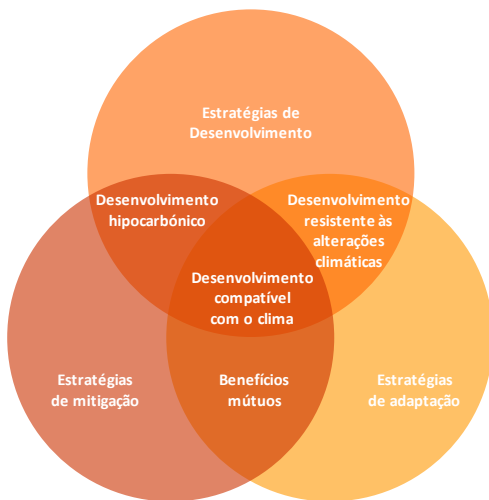 Estratégias de
Desenvolvimento
Desenvolvimento
hipocarbónico
Desenvolvimento
resistente às
alterações
climáticas
Desenvolvimento
compatível
com o clima
Estratégias
de mitigação
Benefícios
mútuos
Estratégias
de adaptação